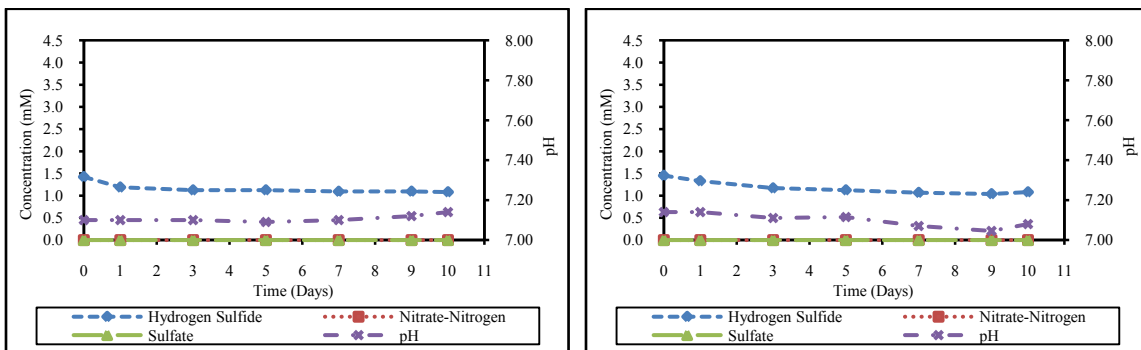 4.5
4.0
3.5
3.0
2.5
2.0
1.5
1.0
0.5
0.0
Concentration (mM)
8.00
7.80
7.60
7.40
7.20
7.00
pH
0 1 2 3 4 5 6 7 8 9 10 11
Time (Days)
Hydrogen Sulfide Nitrate-Nitrogen
Sulfate pH
4.5
4.0
3.5
3.0
2.5
2.0
1.5
1.0
0.5
0.0
Concentration (mM)
8.00
7.80
7.60
7.40
7.20
7.00
pH
0 1 2 3 4 5 6 7 8 9 10 11
Time (Days)
Hydrogen Sulfide Nitrate-Nitrogen
Sulfate pH